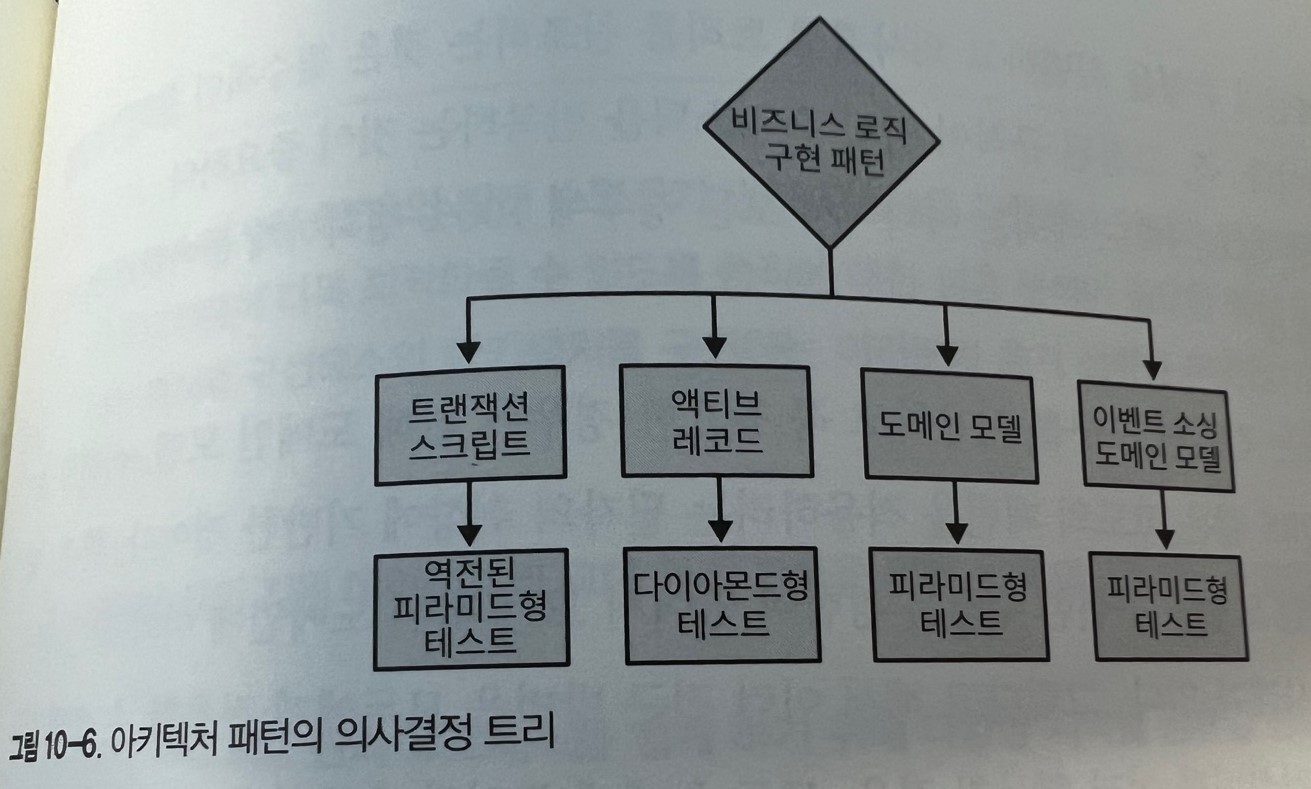 비즈니스 로직
구현 패턴
트랜잭션
스크립트
액티브
레코드
도메인 모델
이벤트 소싱
도메인 모델
역전된
피라미드형
테스트
다이아몬드형
테스트
피라미드형
테스트
피라미드형
테스트
그림 10-6. 아키텍처 패턴의 의사결정 트리